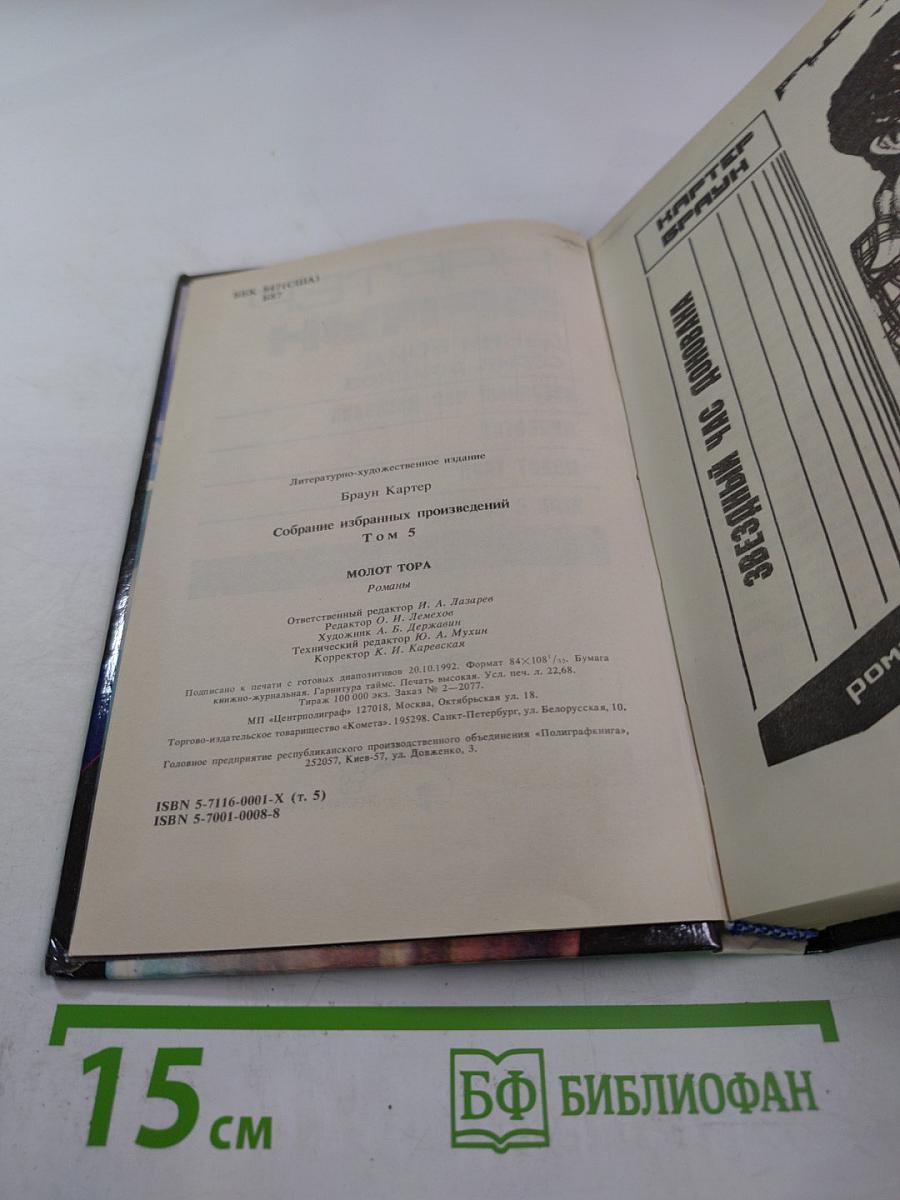 ББК 847(США)
Б87
Литературно-художественное издание
Браун Картер
Собрание избранных произведений
Том 5
МОЛОТ ТОРА
Романы
Ответственный редактор И. А. Лазарев
Редактор О. И. Лемехов
Художник А. Б. Державин
Технический редактор Ю. А. Мухин
Корректор К. И. Каревская
Подписано к печати с готовых диапозитивов 20.10.1992. Формат 84×108¹/₃₂. Бумага
книжно-журнальная. Гарнитура таймс. Печать высокая. Усл. печ. л. 22,68.
Тираж 100 000 экз. Заказ № 2—2077.
МП «Центрполиграф» 127018, Москва, Октябрьская ул. 18.
Торгово-издательское товарищество «Комета». 195298. Санкт-Петербург, ул. Белорусская, 10.
Головное предприятие республиканского производственного объединения «Полиграфкнига»,
252057, Киев-57, ул. Довженко, 3.
ISBN 5-7116-0001-X (т. 5)
ISBN 5-7001-0008-8
КАРТЕР
БРАУН
ЗВЕЗДНЫЙ ЧАС ДОНОВАНА
ром
15 см
БФ БИБЛИОФАН